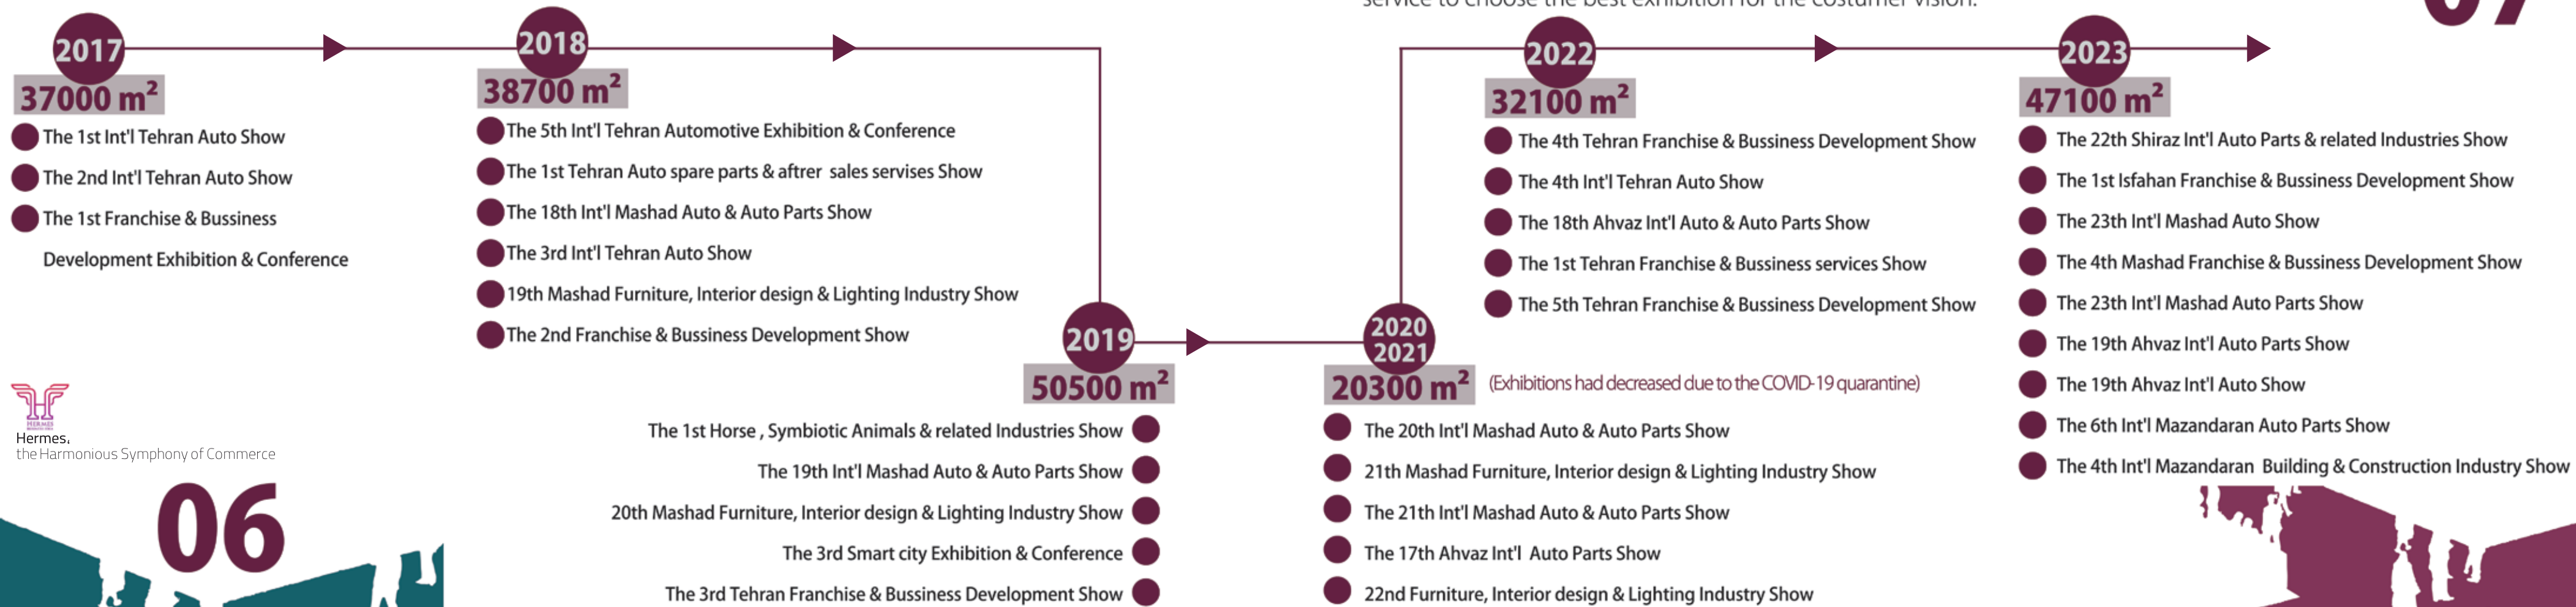 service to choose the best exhibition for the costumer vision.
07
2017
37000 m²
The 1st Int'l Tehran Auto Show
The 2nd Int'l Tehran Auto Show
The 1st Franchise & Bussiness
Development Exhibition & Conference
2018
38700 m²
The 5th Int'l Tehran Automotive Exhibition & Conference
The 1st Tehran Auto spare parts & aftrer sales servises Show
The 18th Int'l Mashad Auto & Auto Parts Show
The 3rd Int'l Tehran Auto Show
19th Mashad Furniture, Interior design & Lighting Industry Show
The 2nd Franchise & Bussiness Development Show
2019
50500 m²
The 1st Horse , Symbiotic Animals & related Industries Show
The 19th Int'l Mashad Auto & Auto Parts Show
20th Mashad Furniture, Interior design & Lighting Industry Show
The 3rd Smart city Exhibition & Conference
The 3rd Tehran Franchise & Bussiness Development Show
2020
2021
20300 m²
(Exhibitions had decreased due to the COVID-19 quarantine)
The 20th Int'l Mashad Auto & Auto Parts Show
21th Mashad Furniture, Interior design & Lighting Industry Show
The 21th Int'l Mashad Auto & Auto Parts Show
The 17th Ahvaz Int'l Auto Parts Show
22nd Furniture, Interior design & Lighting Industry Show
2022
32100 m²
The 4th Tehran Franchise & Bussiness Development Show
The 4th Int'l Tehran Auto Show
The 18th Ahvaz Int'l Auto & Auto Parts Show
The 1st Tehran Franchise & Bussiness services Show
The 5th Tehran Franchise & Bussiness Development Show
2023
47100 m²
The 22th Shiraz Int'l Auto Parts & related Industries Show
The 1st Isfahan Franchise & Bussiness Development Show
The 23th Int'l Mashad Auto Show
The 4th Mashad Franchise & Bussiness Development Show
The 23th Int'l Mashad Auto Parts Show
The 19th Ahvaz Int'l Auto Parts Show
The 19th Ahvaz Int'l Auto Show
The 6th Int'l Mazandaran Auto Parts Show
The 4th Int'l Mazandaran Building & Construction Industry Show
HERMES
Hermes,
the Harmonious Symphony of Commerce
06